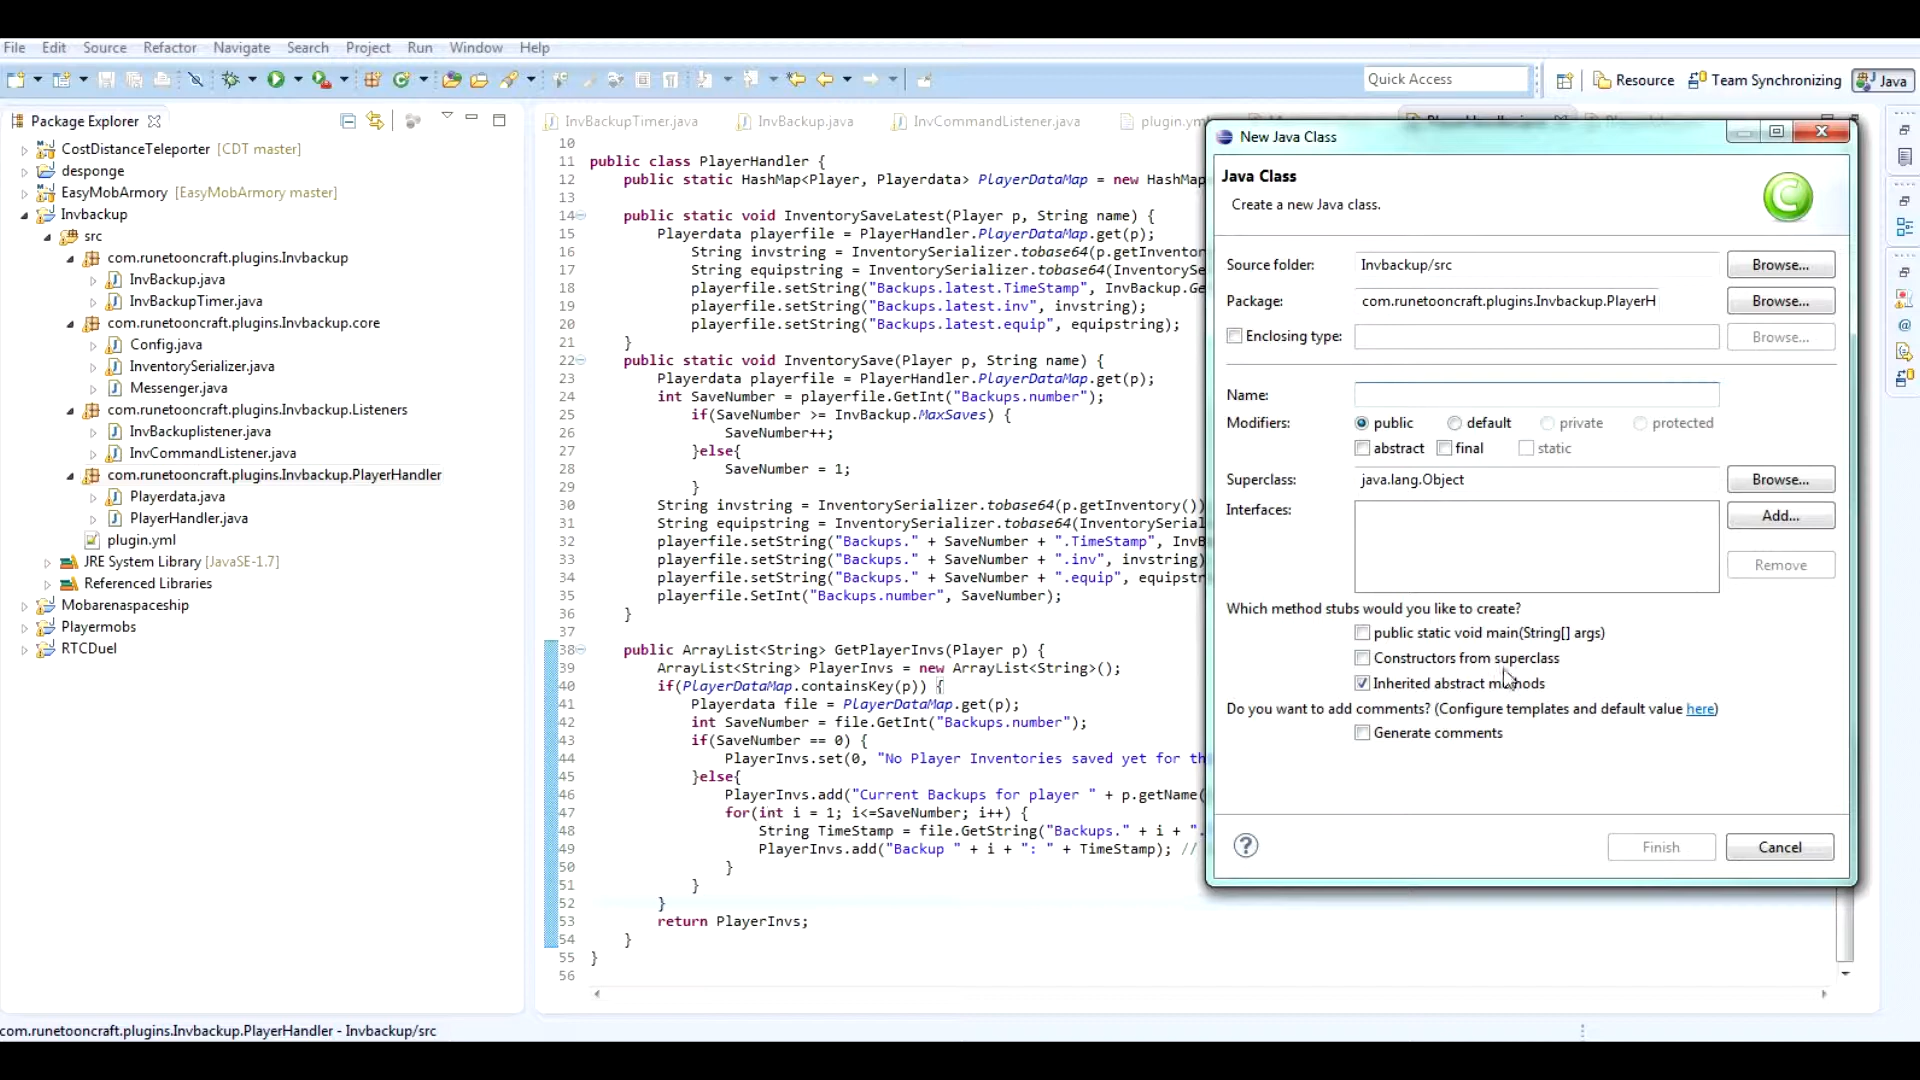 File Edit Source Refactor Navigate Search Project Run Window Help
Quick Access
Resource
Team Synchronizing
Java
Package Explorer
CostDistanceTeleporter [CDT master]
desponge
EasyMobArmory [EasyMobArmory master]
Invbackup
src
com.runetooncraft.plugins.Invbackup
InvBackup.java
InvBackupTimer.java
com.runetooncraft.plugins.Invbackup.core
Config.java
InventorySerializer.java
Messenger.java
com.runetooncraft.plugins.Invbackup.Listeners
InvBackuplistener.java
InvCommandListener.java
com.runetooncraft.plugins.Invbackup.PlayerHandler
Playerdata.java
PlayerHandler.java
plugin.yml
JRE System Library [JavaSE-1.7]
Referenced Libraries
Mobarenaspaceship
Playermobs
RTCDuel
InvBackupTimer.java InvBackup.java InvCommandListener.java plugin.yml
10
11 public class PlayerHandler {
12 public static HashMap<Player, Playerdata> PlayerDataMap = new HashMap
13
14 public static void InventorySaveLatest(Player p, String name) {
15 Playerdata playerfile = PlayerHandler.PlayerDataMap.get(p);
16 String invstring = InventorySerializer.tobase64(p.getInventor
17 String equipstring = InventorySerializer.tobase64(InventorySe
18 playerfile.setString("Backups.latest.TimeStamp", InvBackup.Ge
19 playerfile.setString("Backups.latest.inv", invstring);
20 playerfile.setString("Backups.latest.equip", equipstring);
21 }
22 public static void InventorySave(Player p, String name) {
23 Playerdata playerfile = PlayerHandler.PlayerDataMap.get(p);
24 int SaveNumber = playerfile.GetInt("Backups.number");
25 if(SaveNumber >= InvBackup.MaxSaves) {
26 SaveNumber++;
27 }else{
28 SaveNumber = 1;
29 }
30 String invstring = InventorySerializer.tobase64(p.getInventory())
31 String equipstring = InventorySerializer.tobase64(InventorySerial
32 playerfile.setString("Backups." + SaveNumber + ".TimeStamp", InvB
33 playerfile.setString("Backups." + SaveNumber + ".inv", invstring)
34 playerfile.setString("Backups." + SaveNumber + ".equip", equipstr
35 playerfile.SetInt("Backups.number", SaveNumber);
36 }
37
38 public ArrayList<String> GetPlayerInvs(Player p) {
39 ArrayList<String> PlayerInvs = new ArrayList<String>();
40 if(PlayerDataMap.containsKey(p)) {
41 Playerdata file = PlayerDataMap.get(p);
42 int SaveNumber = file.GetInt("Backups.number");
43 if(SaveNumber == 0) {
44 PlayerInvs.set(0, "No Player Inventories saved yet for th
45 }else{
46 PlayerInvs.add("Current Backups for player " + p.getName(
47 for(int i = 1; i<=SaveNumber; i++) {
48 String TimeStamp = file.GetString("Backups." + i + ".
49 PlayerInvs.add("Backup " + i + ": " + TimeStamp); //
50 }
51 }
52 }
53 return PlayerInvs;
54 }
55 }
56
New Java Class
Java Class
Create a new Java class.
Source folder: Invbackup/src Browse...
Package: com.runetooncraft.plugins.Invbackup.PlayerH Browse...
Enclosing type: Browse...
Name:
Modifiers: public default private protected
abstract final static
Superclass: java.lang.Object Browse...
Interfaces: Add...
Remove
Which method stubs would you like to create?
public static void main(String[] args)
Constructors from superclass
Inherited abstract methods
Do you want to add comments? (Configure templates and default value here)
Generate comments
Finish Cancel
com.runetooncraft.plugins.Invbackup.PlayerHandler - Invbackup/src